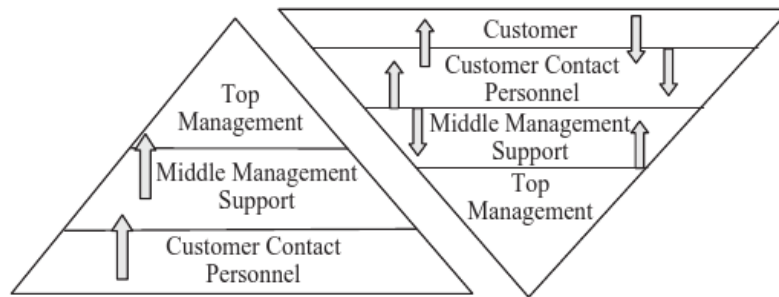 Top
Management
Middle Management
Support
Customer Contact
Personnel
Customer
Customer Contact
Personnel
Middle Management
Support
Top
Management